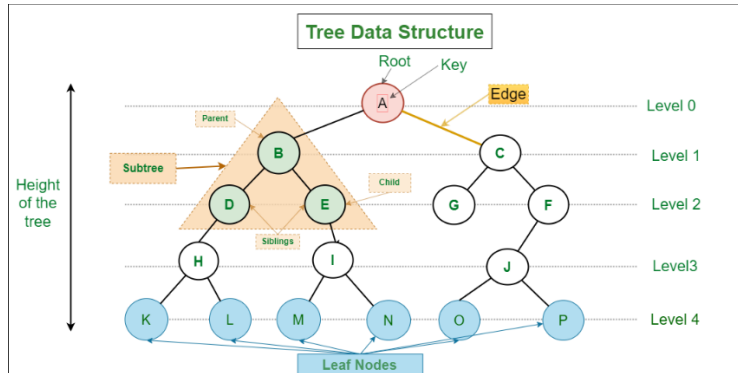 Tree Data Structure
Root
Key
A
Edge
Level 0
Parent
B
C
Level 1
Subtree
Height
of the
tree
Child
D
E
G
F
Level 2
Siblings
H
I
J
Level3
K
L
M
N
O
P
Level 4
Leaf Nodes